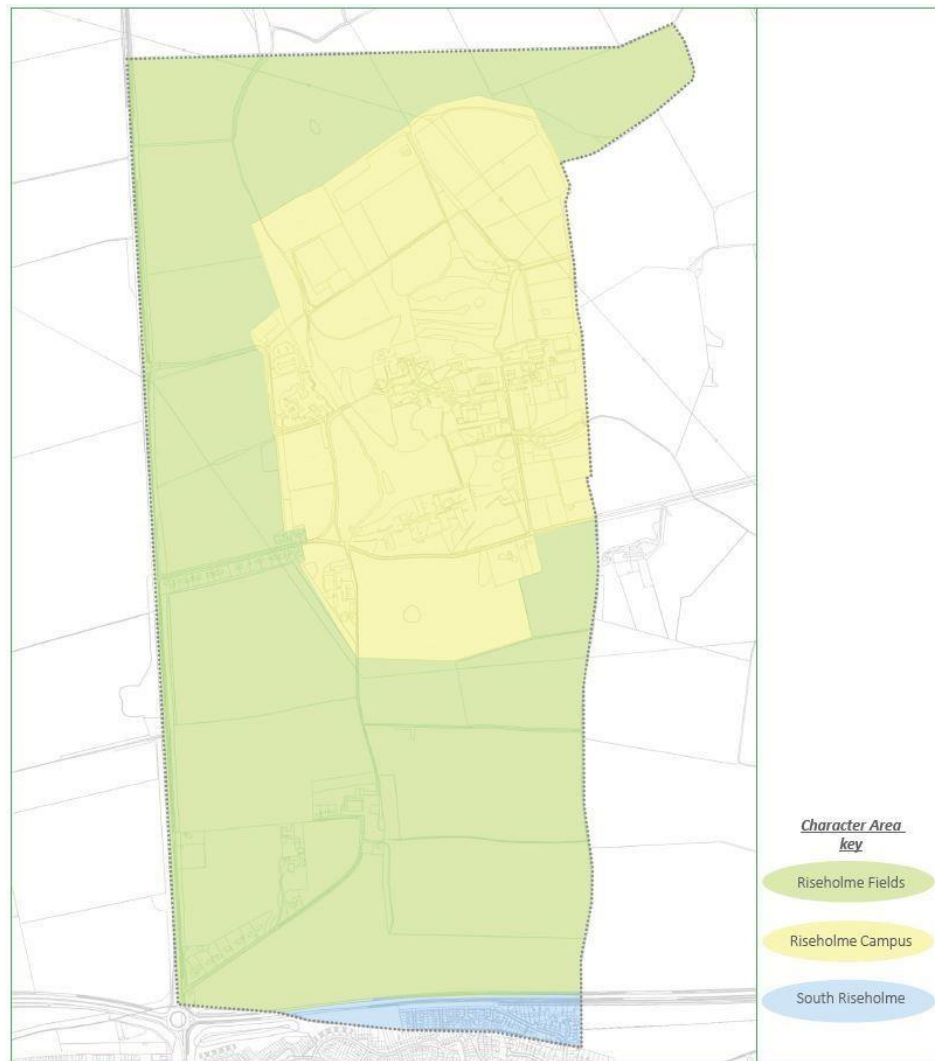 Character Area
key
Riseholme Fields
Riseholme Campus
South Riseholme